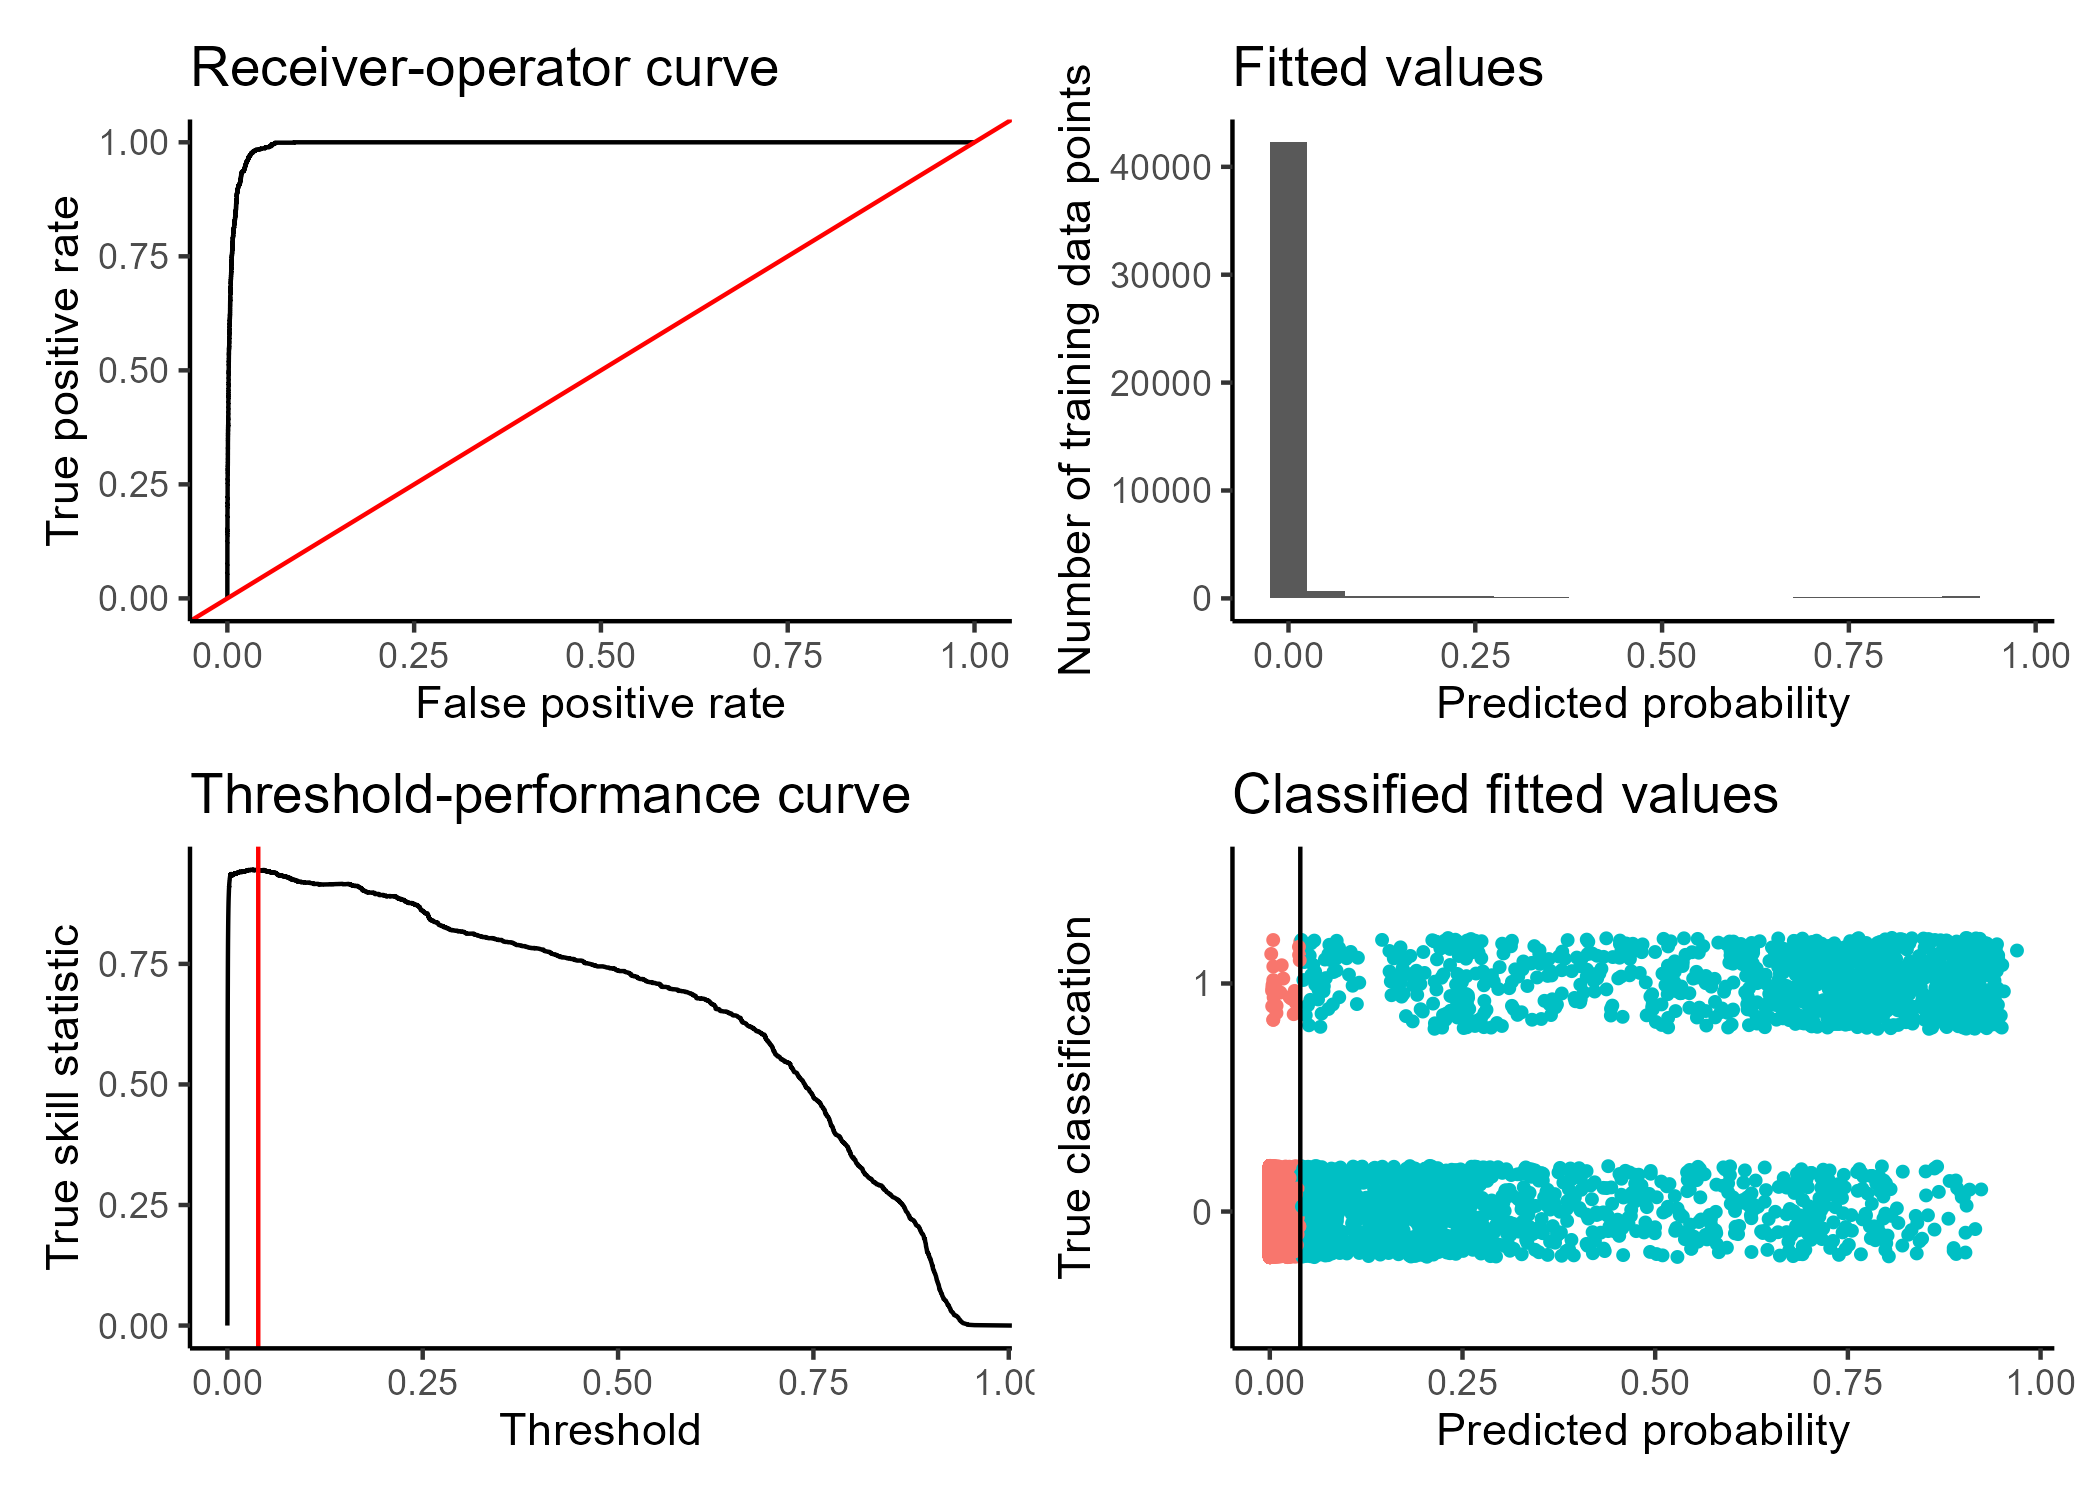 Receiver-operator curve
True positive rate
1.00
0.75
0.50
0.25
0.00
0.00 0.25 0.50 0.75 1.00
False positive rate
Fitted values
Number of training data points
40000
30000
20000
10000
0
0.00 0.25 0.50 0.75 1.00
Predicted probability
Threshold-performance curve
True skill statistic
0.75
0.50
0.25
0.00
0.00 0.25 0.50 0.75 1.00
Threshold
Classified fitted values
True classification
1
0
0.00 0.25 0.50 0.75 1.00
Predicted probability